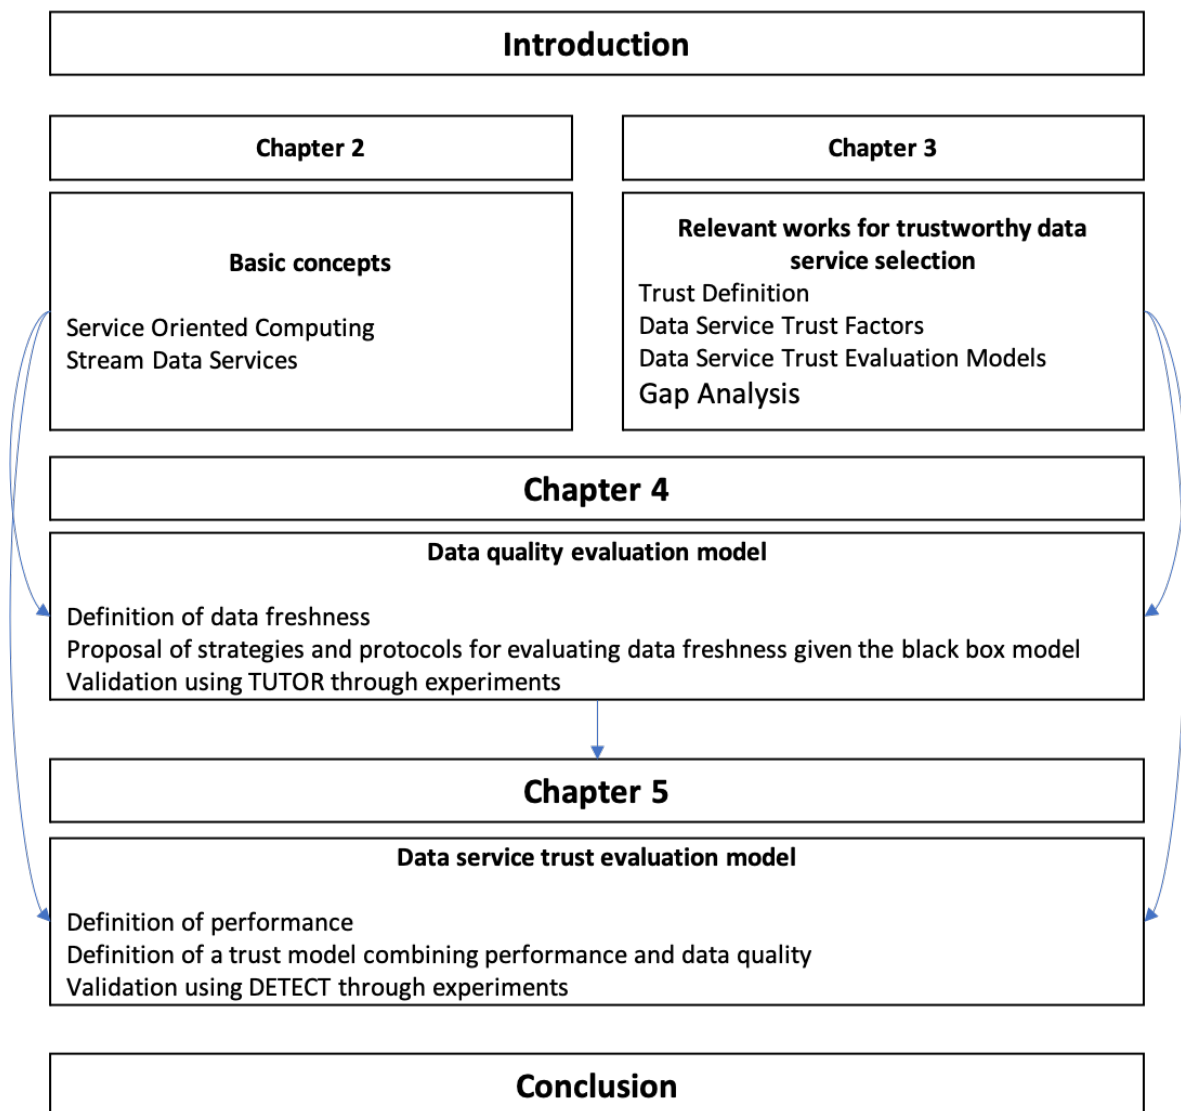 Introduction
Chapter 2
Basic concepts
Service Oriented Computing
Stream Data Services
Chapter 3
Relevant works for trustworthy data
service selection
Trust Definition
Data Service Trust Factors
Data Service Trust Evaluation Models
Gap Analysis
Chapter 4
Data quality evaluation model
Definition of data freshness
Proposal of strategies and protocols for evaluating data freshness given the black box model
Validation using TUTOR through experiments
Chapter 5
Data service trust evaluation model
Definition of performance
Definition of a trust model combining performance and data quality
Validation using DETECT through experiments
Conclusion